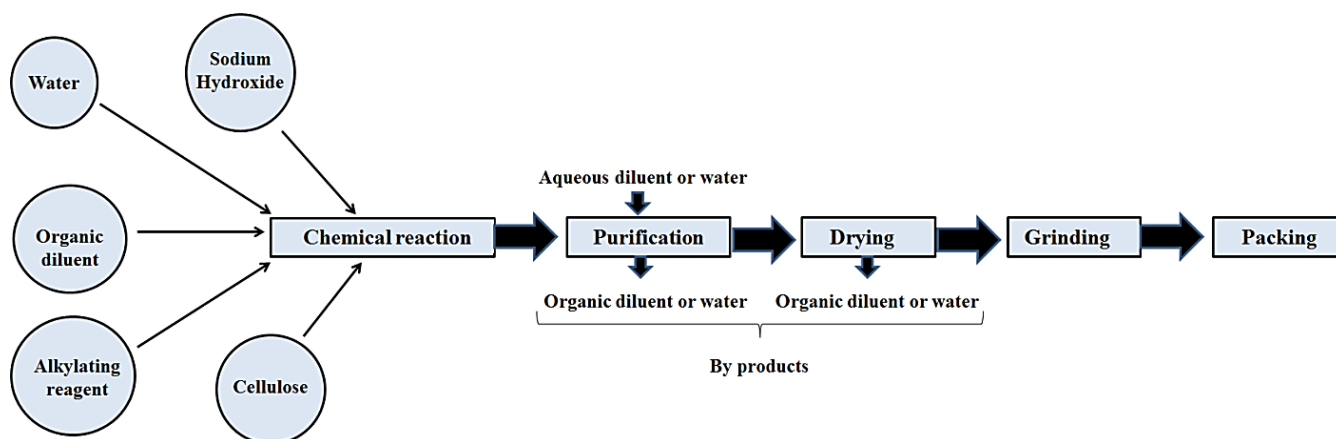 Water
Sodium
Hydroxide
Organic
diluent
Alkylating
reagent
Cellulose
Chemical reaction
Aqueous diluent or water
Purification
Drying
Grinding
Packing
Organic diluent or water
Organic diluent or water
By products